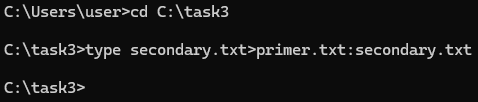 C:\Users\user>cd C:\task3
C:\task3>type secondary.txt>primer.txt:secondary.txt
C:\task3>